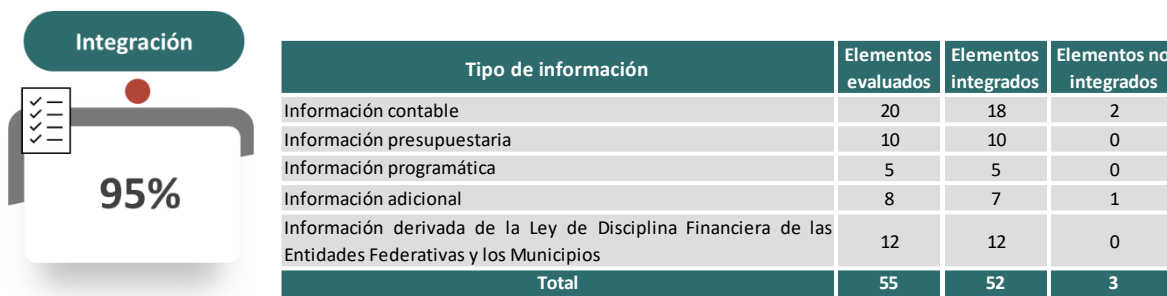 Integración
95%
Tipo de información Elementos evaluados Elementos integrados Elementos no integrados
Información contable 20 18 2
Información presupuestaria 10 10 0
Información programática 5 5 0
Información adicional 8 7 1
Información derivada de la Ley de Disciplina Financiera de las
Entidades Federativas y los Municipios 12 12 0
Total 55 52 3